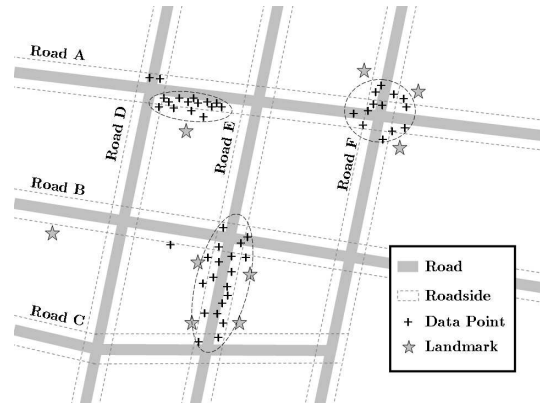 Road A
Road D
Road E
Road F
Road B
Road C
Road
Roadside
Data Point
Landmark